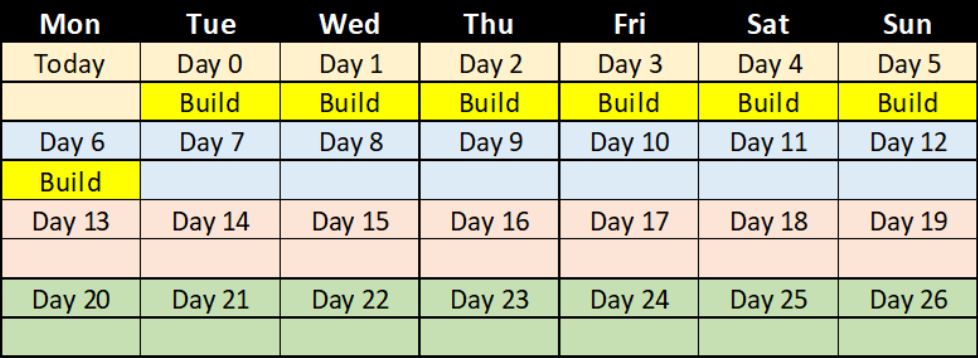 Mon Tue Wed Thu Fri Sat Sun
Today Day 0 Day 1 Day 2 Day 3 Day 4 Day 5
Build Build Build Build Build Build
Day 6 Day 7 Day 8 Day 9 Day 10 Day 11 Day 12
Build
Day 13 Day 14 Day 15 Day 16 Day 17 Day 18 Day 19
Day 20 Day 21 Day 22 Day 23 Day 24 Day 25 Day 26